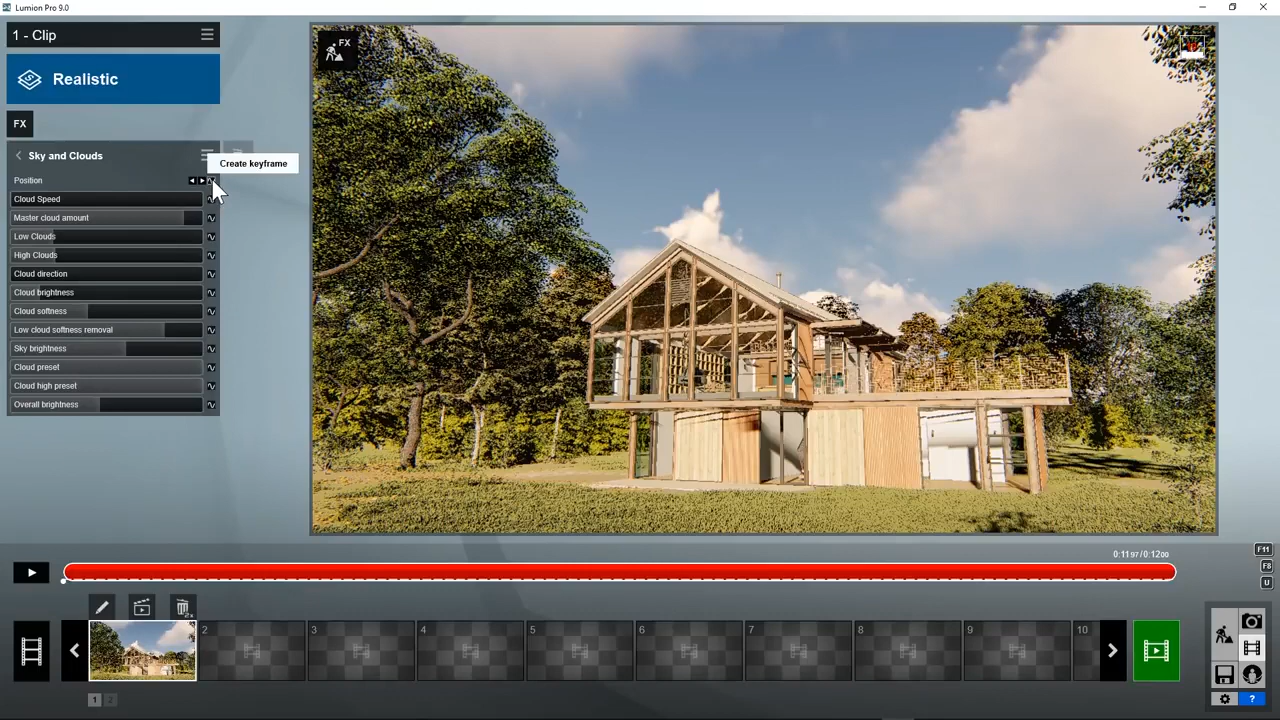 Lumion Pro 9.0
1 - Clip
Realistic
FX
FX
Sky and Clouds
Create keyframe
Position
Cloud Speed
Master cloud amount
Low Clouds
High Clouds
Cloud direction
Cloud brightness
Cloud softness
Low cloud softness removal
Sky brightness
Cloud preset
Cloud high preset
Overall brightness
0:11.97/0:12.00
F11
F8
U
2
3
4
5
6
7
8
9
10
1
2
?